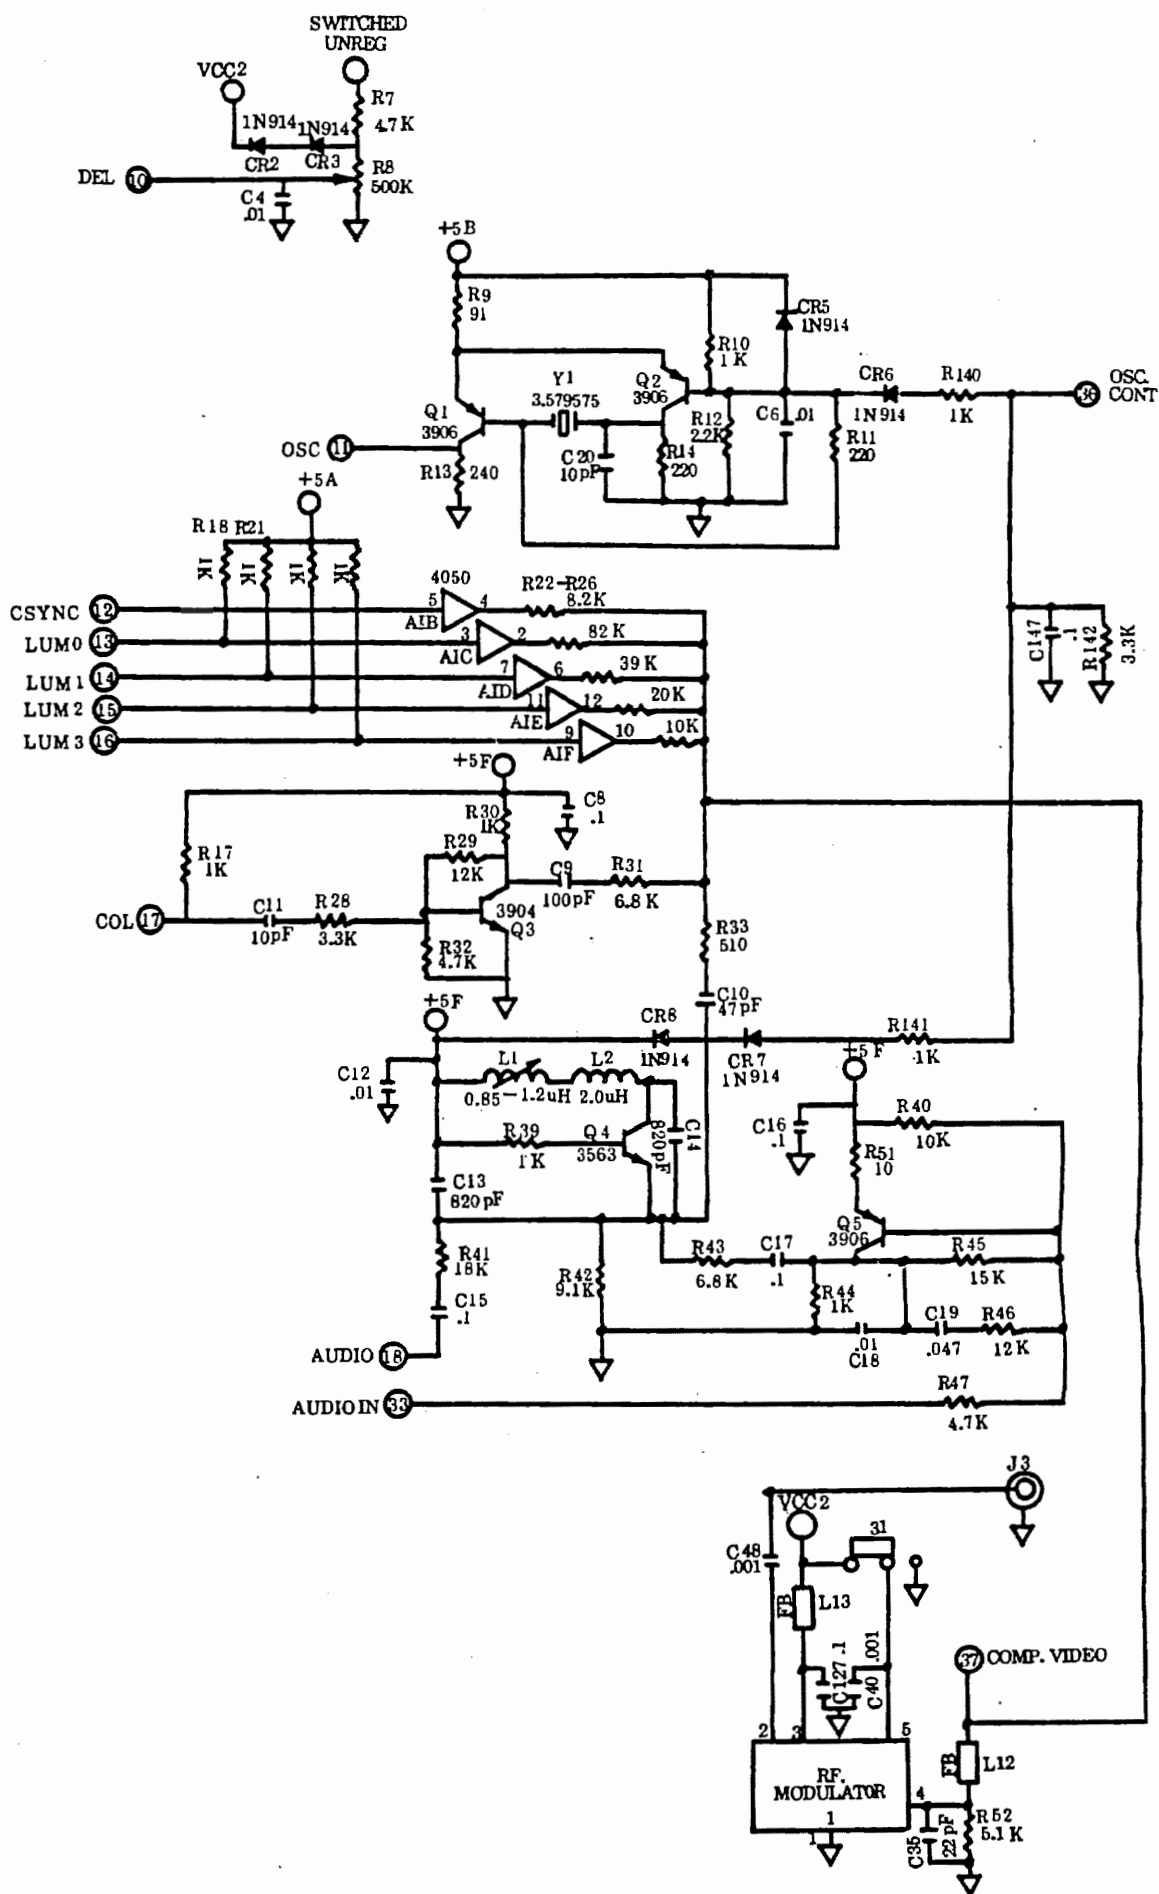 SWITCHED
UNREG
VCC2
R7
4.7K
1N914
1N914
CR2
CR3
R8
500K
DEL 10
C4
.01
+5B
R9
91
CR5
1N914
R10
1K
Q2
3906
Y1
3.579575
CR6
1N914
R140
1K
36
OSC.
CONT
Q1
3906
R12
2.2K
C6
.01
R11
220
OSC 11
R13
240
C20
10pF
R14
220
+5A
R18
R21
1K
1K
1K
1K
4050
R22-R26
8.2K
CSYNC 12
5
4
A1B
LUM0 13
3
2
82K
A1C
LUM1 14
7
6
39K
A1D
LUM2 15
11
12
20K
A1E
LUM3 16
9
10
10K
A1F
C147
.1
R142
3.3K
+5F
C8
.1
R30
1K
R17
1K
R29
12K
C9
100pF
R31
6.8K
COL 17
C11
10pF
R28
3.3K
3904
Q3
R32
4.7K
R33
510
C10
47pF
+5F
CR8
1N914
CR7
1N914
+5F
R141
1K
C12
.01
L1
0.85-1.2uH
L2
2.0uH
R39
1K
Q4
3563
820pF
C14
C16
.1
R40
10K
R51
10
C13
820pF
Q5
3906
R41
18K
R42
9.1K
R43
6.8K
C17
.1
R45
15K
R44
1K
C15
.1
.01
C18
C19
.047
R46
12K
AUDIO 18
AUDIO IN 33
R47
4.7K
J3
VCC2
31
C48
.001
FB
L13
C127 .1
C40
.001
37 COMP. VIDEO
2
3
5
FB
L12
RF.
MODULATOR
4
1
1
C35
22pF
R52
5.1K